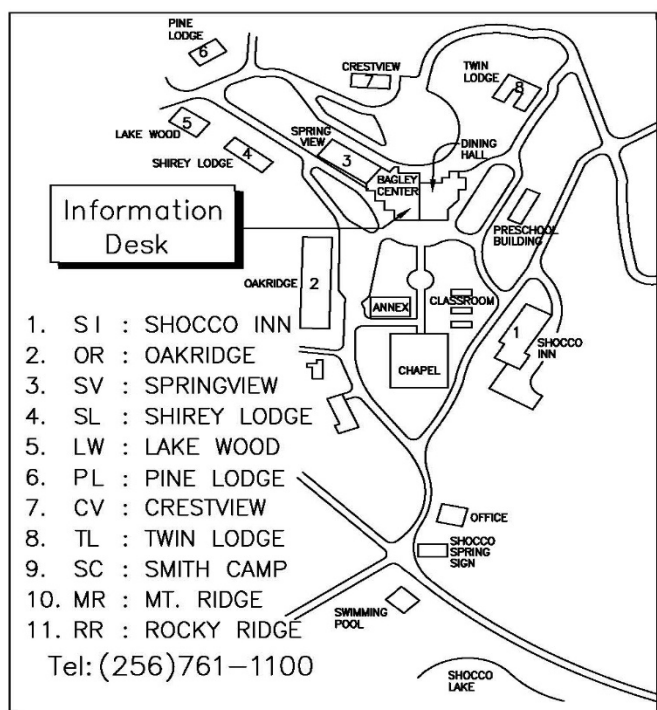 PINE
LODGE
6
CRESTVIEW
7
TWIN
LODGE
8
5
LAKE WOOD
4
SHIREY LODGE
SPRING
VIEW
3
DINING
HALL
BAGLEY
CENTER
Information
Desk
PRESCHOOL
BUILDING
OAKRIDGE
2
ANNEX
CLASSROOM
1
SHOCCO
INN
CHAPEL
1. SI : SHOCCO INN
2. OR : OAKRIDGE
3. SV : SPRINGVIEW
4. SL : SHIREY LODGE
5. LW : LAKE WOOD
6. PL : PINE LODGE
7. CV : CRESTVIEW
8. TL : TWIN LODGE
9. SC : SMITH CAMP
10. MR : MT. RIDGE
11. RR : ROCKY RIDGE
Tel:(256)761-1100
OFFICE
SHOCCO
SPRING
SIGN
SWIMMING
POOL
SHOCCO
LAKE